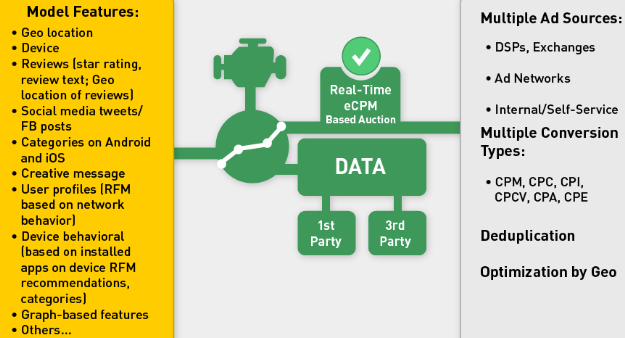 Model Features:
• Geo location
• Device
• Reviews (star rating,
review text; Geo
location of reviews)
• Social media tweets/
FB posts
• Categories on Android
and iOS
• Creative message
• User profiles (RFM
based on network
behavior)
• Device behavioral
(based on installed
apps on device RFM
recommendations,
categories)
• Graph-based features
• Others...
Real-Time
eCPM
Based Auction
DATA
1st
Party
3rd
Party
Multiple Ad Sources:
• DSPs, Exchanges
• Ad Networks
• Internal/Self-Service
Multiple Conversion
Types:
• CPM, CPC, CPI,
CPCV, CPA, CPE
Deduplication
Optimization by Geo